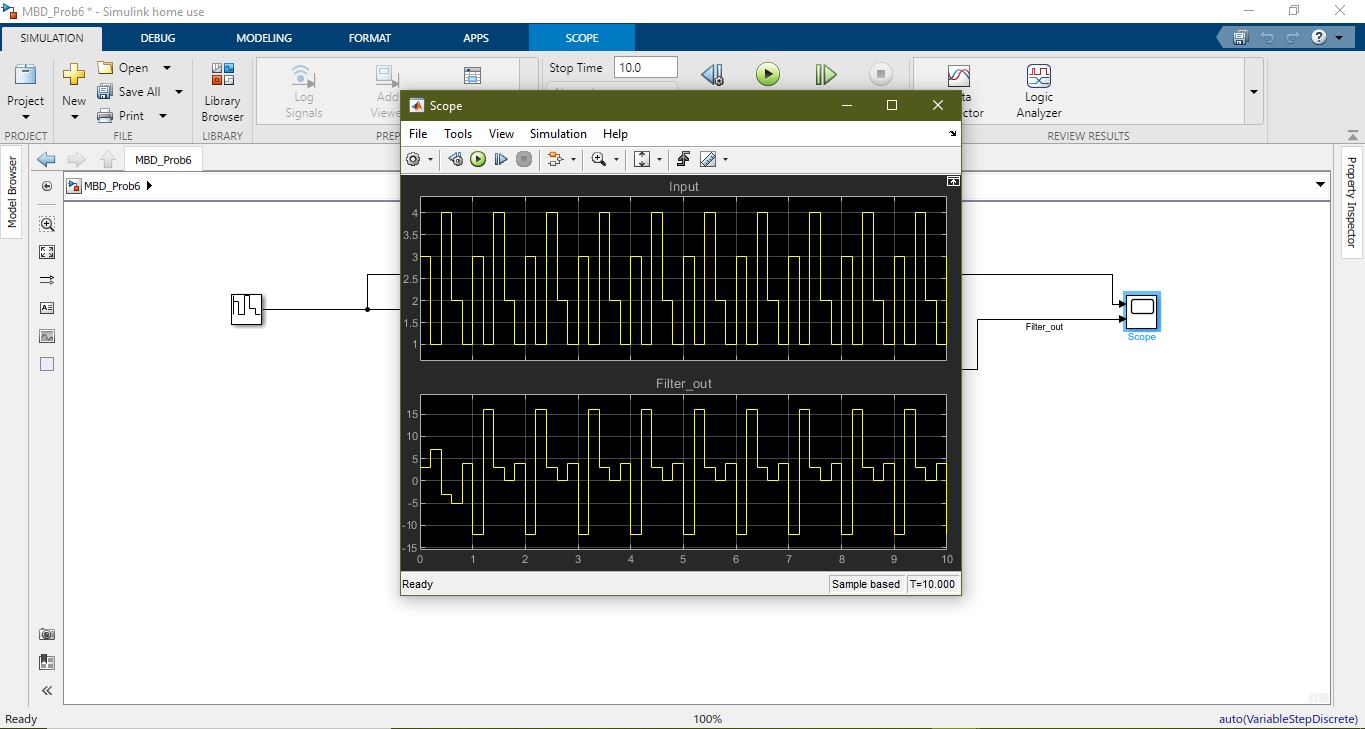 MBD_Prob6 * - Simulink home use
SIMULATION DEBUG MODELING FORMAT APPS SCOPE
Project
PROJECT
New
Open
Save All
Print
FILE
Library
Browser
LIBRARY
Log
Signals
Add
Viewe
PREP
Stop Time 10.0
ta
ctor
Logic
Analyzer
REVIEW RESULTS
Model Browser
MBD_Prob6
MBD_Prob6
Property Inspector
Scope
File Tools View Simulation Help
Input
4
3.5
3
2.5
2
1.5
1
Filter_out
15
10
5
0
-5
-10
-15
0 1 2 3 4 5 6 7 8 9 10
Ready Sample based T=10.000
Filter_out
Scope
Ready 100% auto(VariableStepDiscrete)